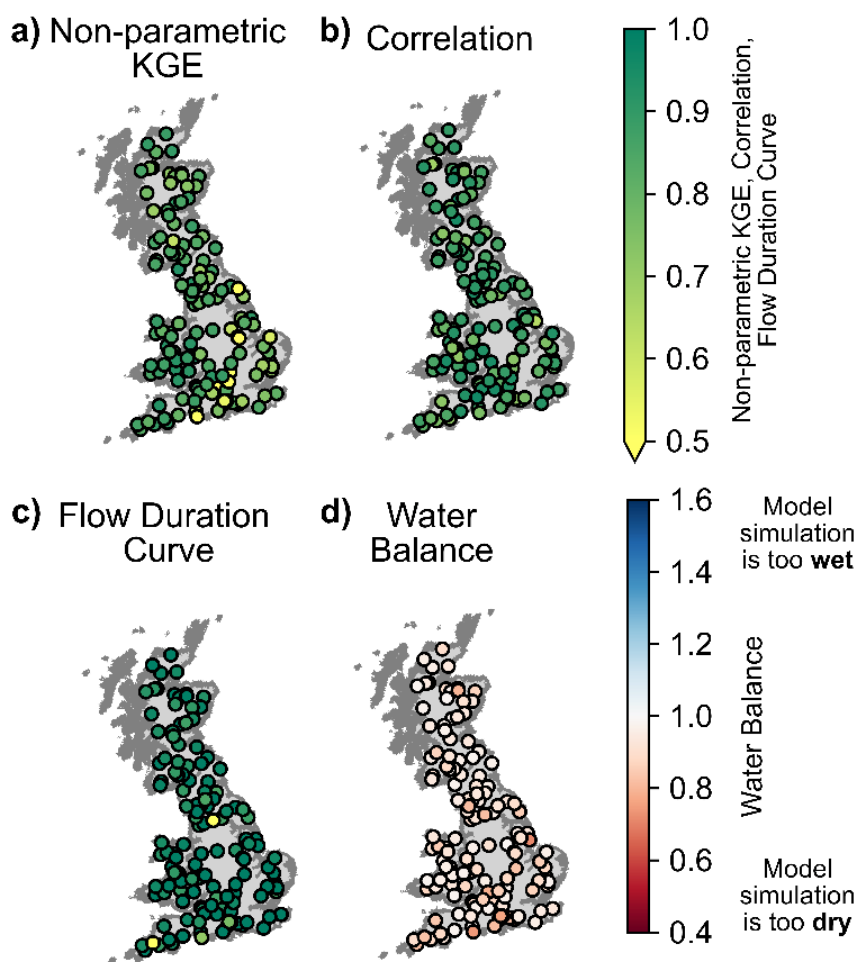 a) Non-parametric
KGE
b) Correlation
1.0
0.9
0.8
0.7
0.6
0.5
Non-parametric KGE, Correlation,
Flow Duration Curve
c) Flow Duration
Curve
d) Water
Balance
1.6
1.4
1.2
1.0
0.8
0.6
0.4
Water Balance
Model
simulation
is too wet
Model
simulation
is too dry